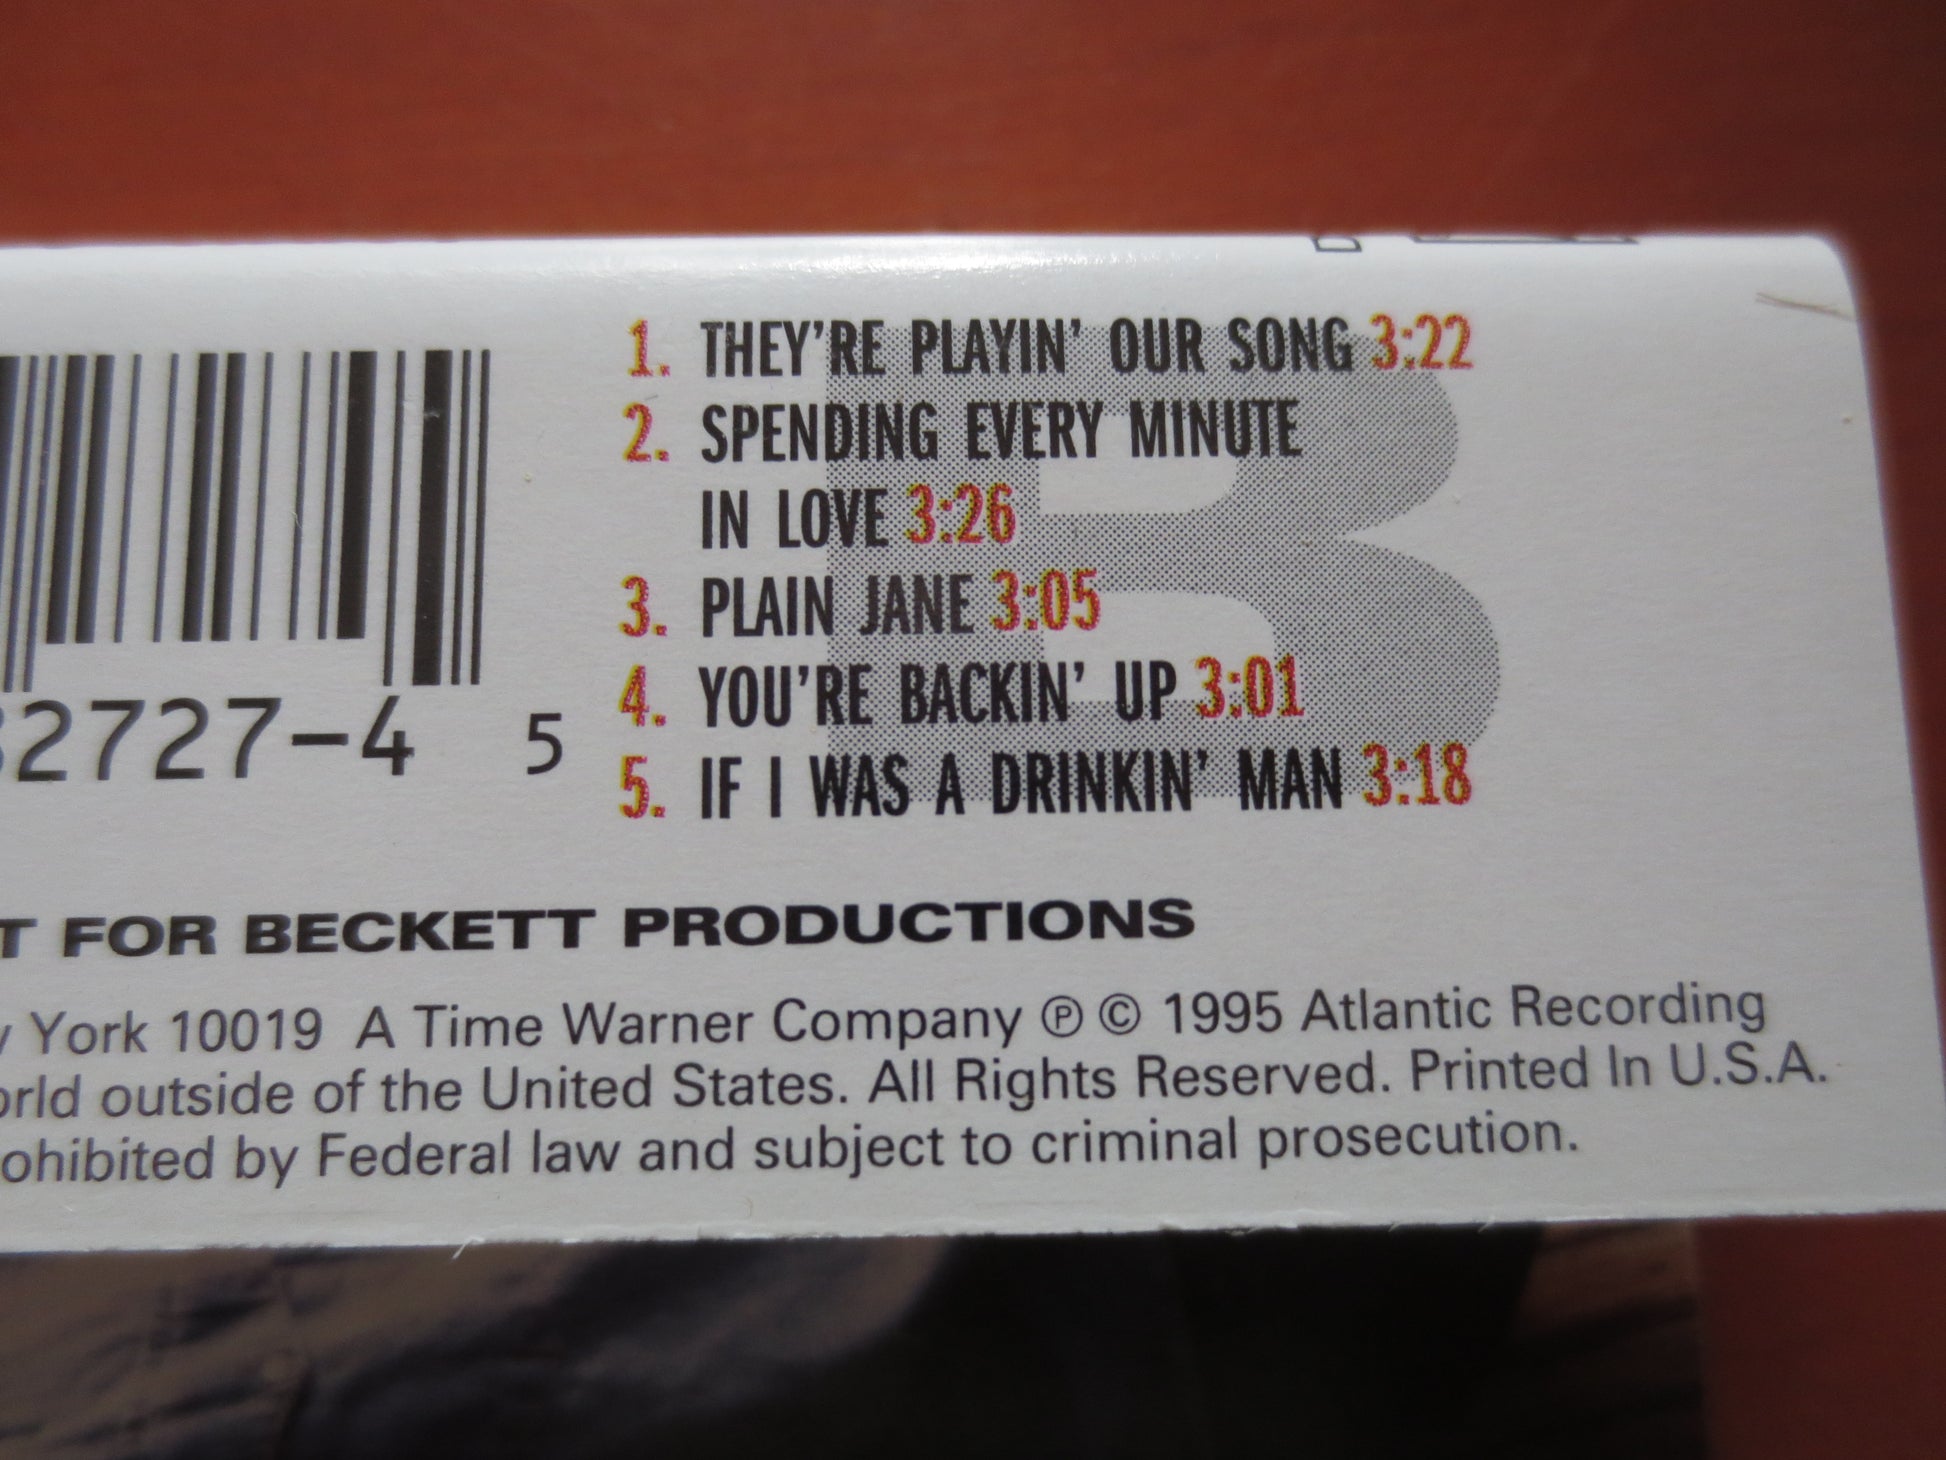 1. THEY'RE PLAYIN' OUR SONG 3:22
2. SPENDING EVERY MINUTE
IN LOVE 3:26
3. PLAIN JANE 3:05
4. YOU'RE BACKIN' UP 3:01
5. IF I WAS A DRINKIN' MAN 3:18
B
2727-4 5
T FOR BECKETT PRODUCTIONS
York 10019 A Time Warner Company ℗ © 1995 Atlantic Recording
orld outside of the United States. All Rights Reserved. Printed In U.S.A.
ohibited by Federal law and subject to criminal prosecution.